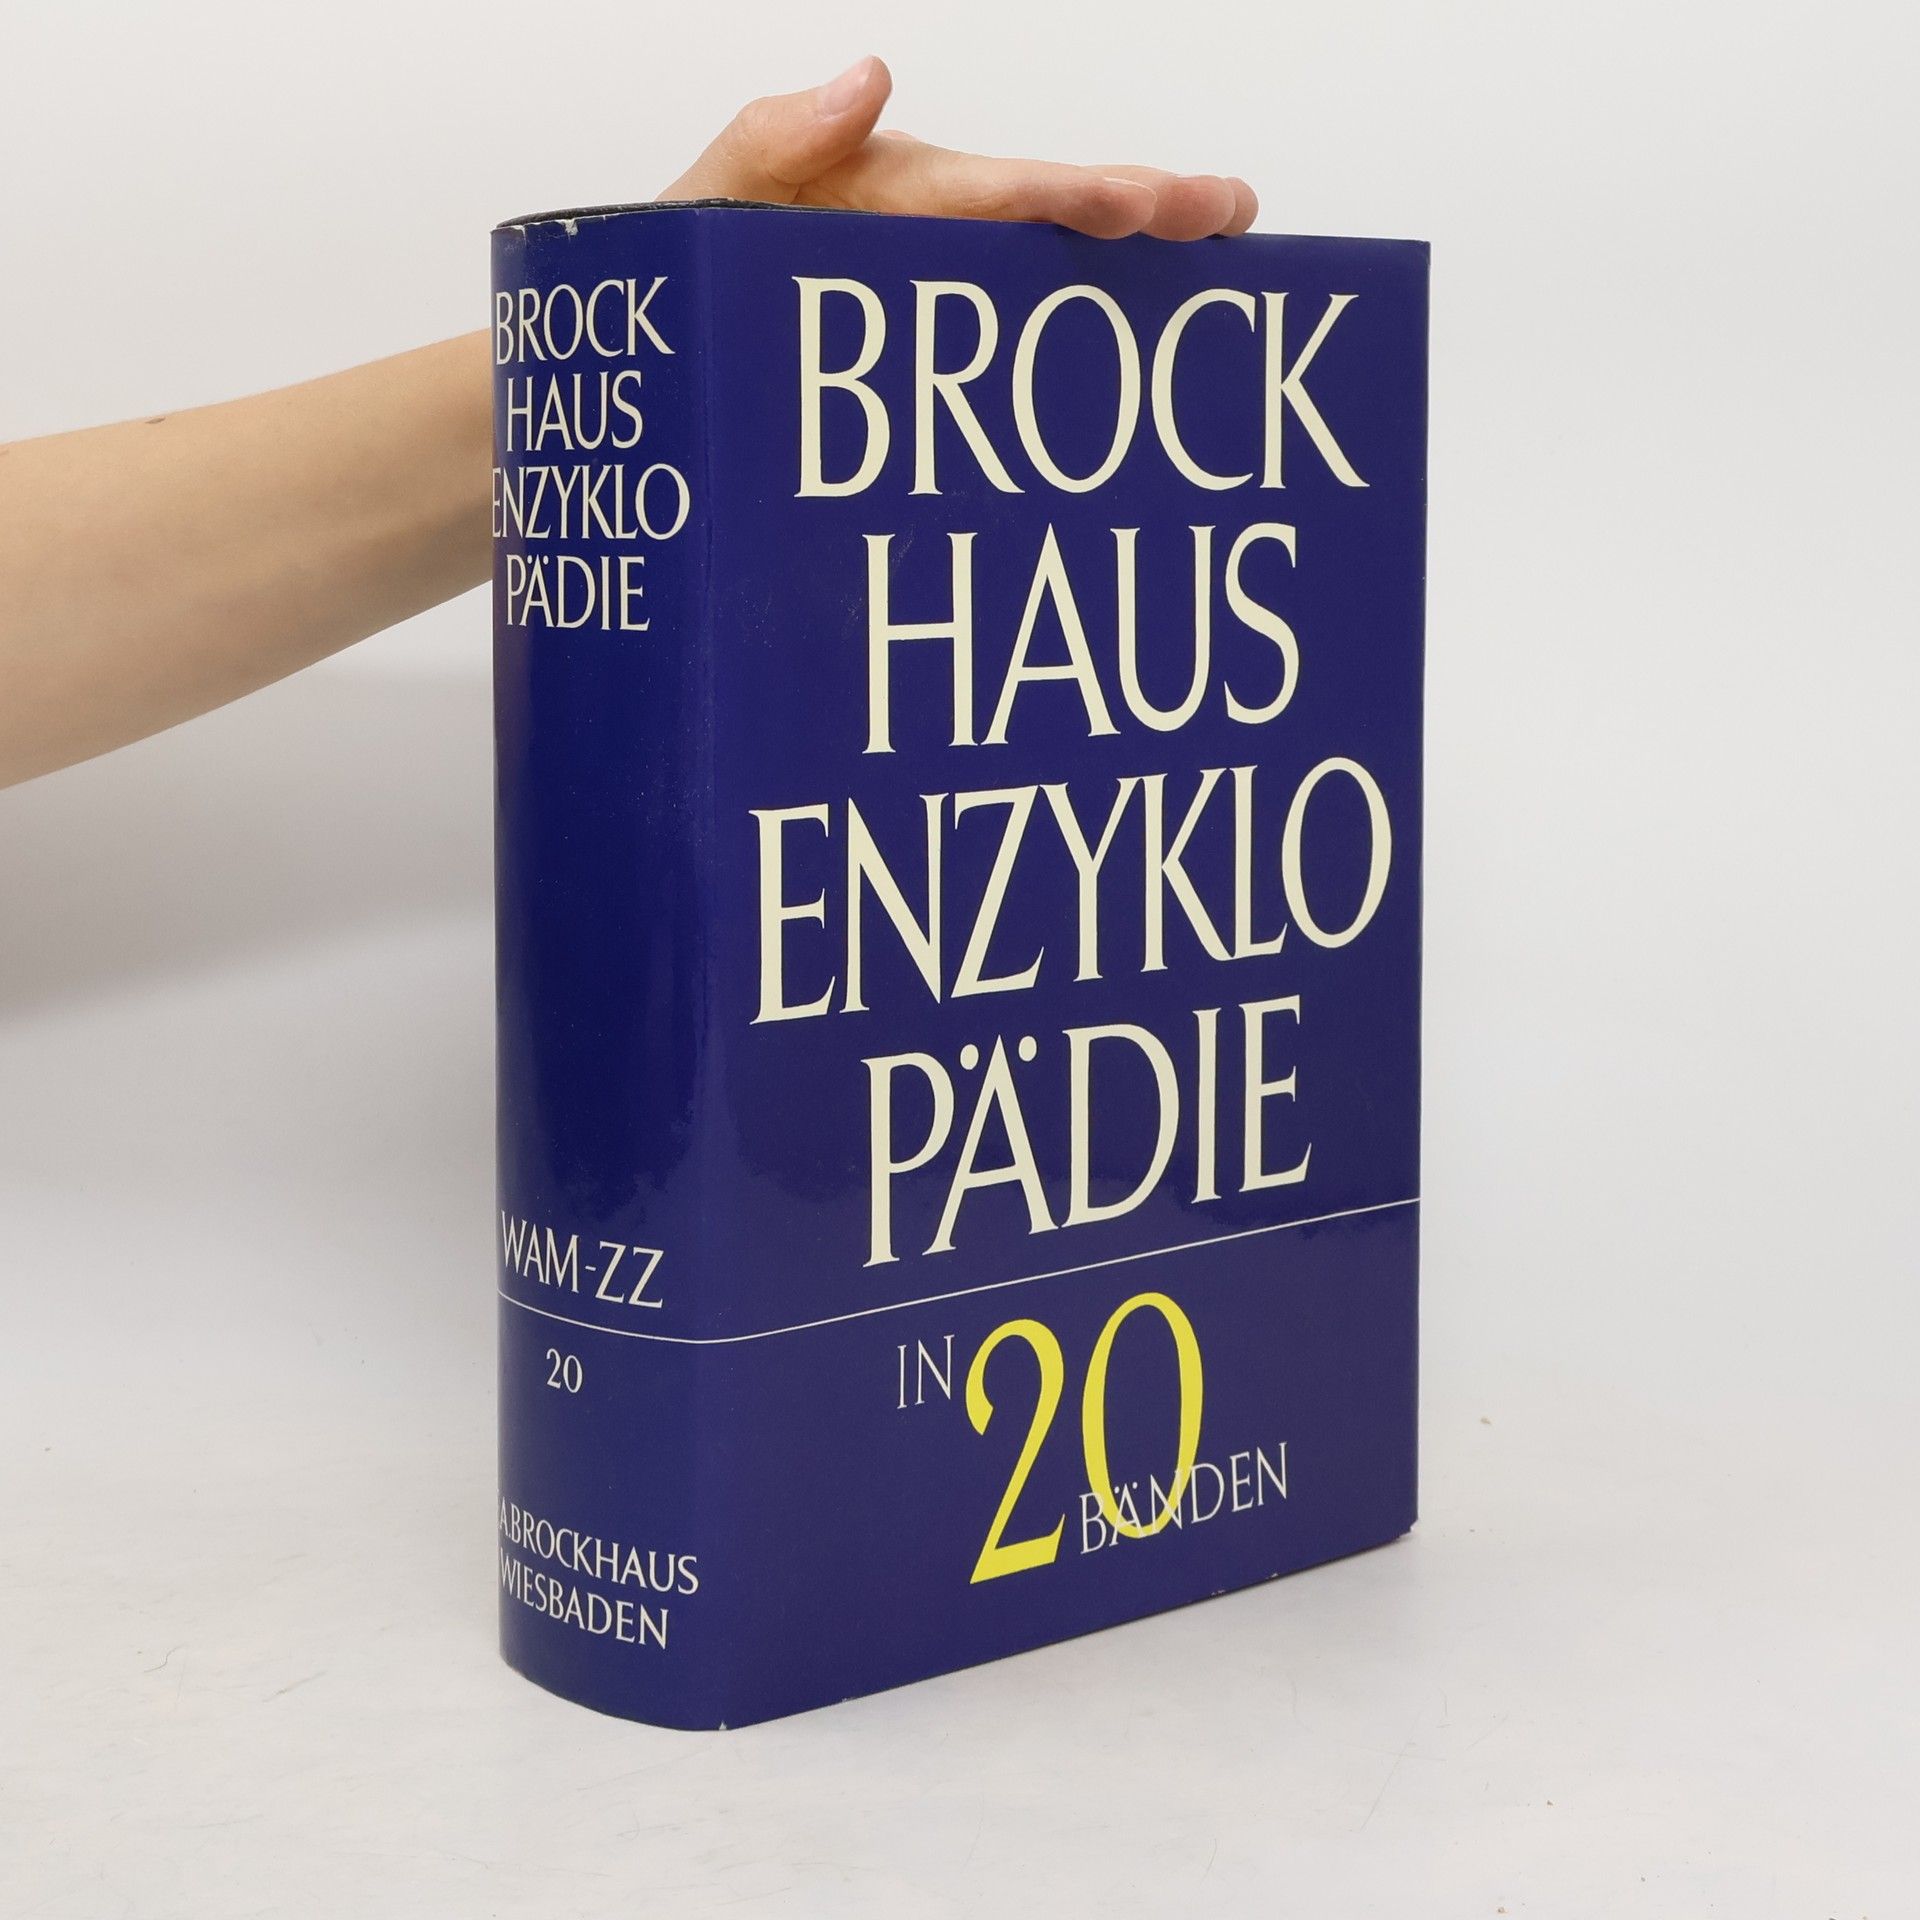 BROCK
HAUS
ENZYKLO
PÄDIE
WAM-ZZ
20
A.BROCKHAUS
WIESBADEN
BROCK
HAUS
ENZYKLO
PÄDIE
IN 20
BÄNDEN